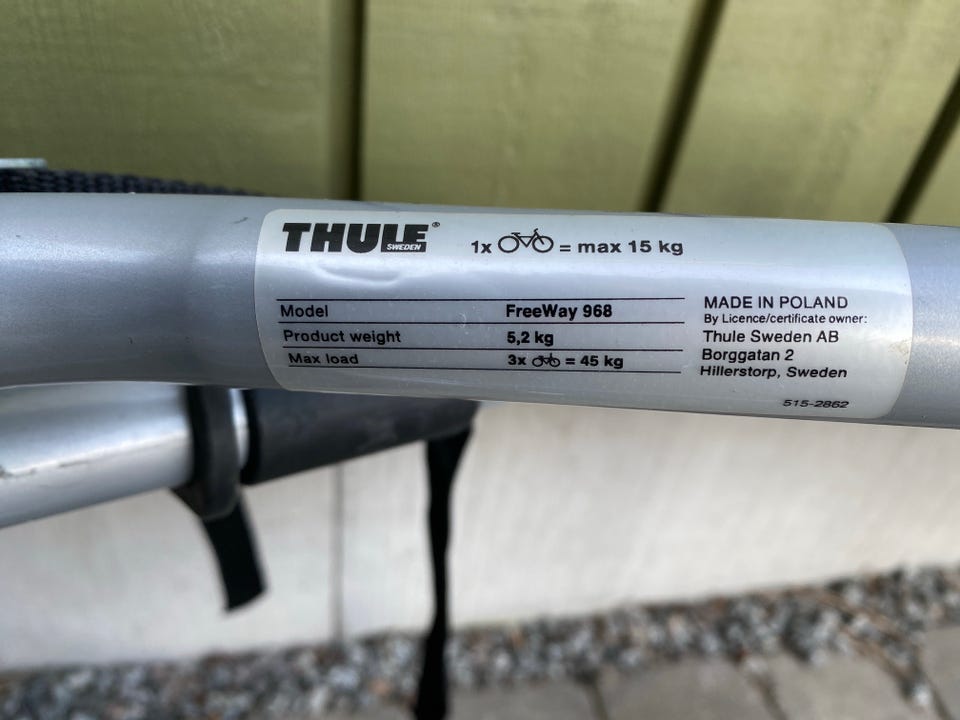 THULE®
SWEDEN
1x = max 15 kg
Model FreeWay 968
Product weight 5,2 kg
Max load 3x = 45 kg
MADE IN POLAND
By Licence/certificate owner:
Thule Sweden AB
Borggatan 2
Hillerstorp, Sweden
515-2862